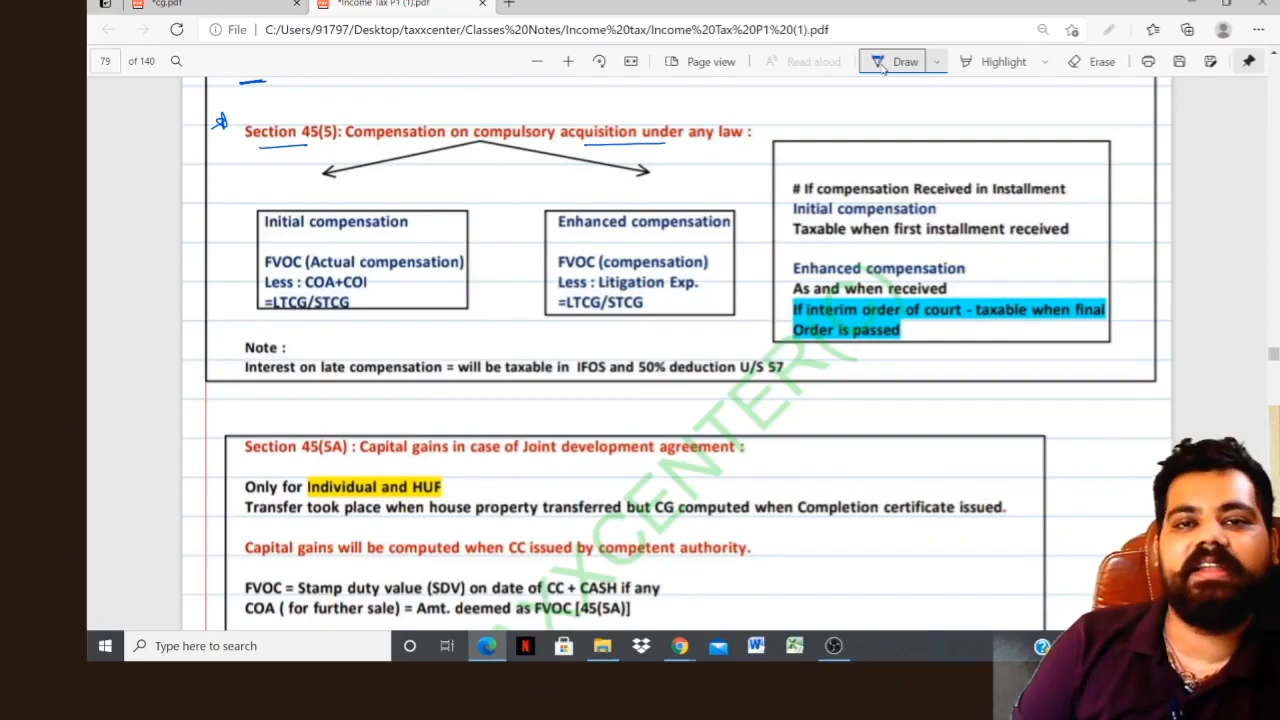 *cg.pdf
*Income Tax P1 (1).pdf
File C:/Users/91797/Desktop/taxxcenter/Classes%20Notes/Income%20tax/Income%20Tax%20P1%20(1).pdf
79 of 140 Page view Read aloud Draw Highlight Erase
Section 45(5): Compensation on compulsory acquisition under any law :
Initial compensation
FVOC (Actual compensation)
Less : COA+COI
=LTCG/STCG
Enhanced compensation
FVOC (compensation)
Less : Litigation Exp.
=LTCG/STCG
# If compensation Received in Installment
Initial compensation
Taxable when first installment received
Enhanced compensation
As and when received
If interim order of court - taxable when final
Order is passed
Note :
Interest on late compensation = will be taxable in IFOS and 50% deduction U/S 57
Section 45(5A) : Capital gains in case of Joint development agreement :
Only for Individual and HUF
Transfer took place when house property transferred but CG computed when Completion certificate issued.
Capital gains will be computed when CC issued by competent authority.
FVOC = Stamp duty value (SDV) on date of CC + CASH if any
COA ( for further sale) = Amt. deemed as FVOC [45(5A)]
Type here to search